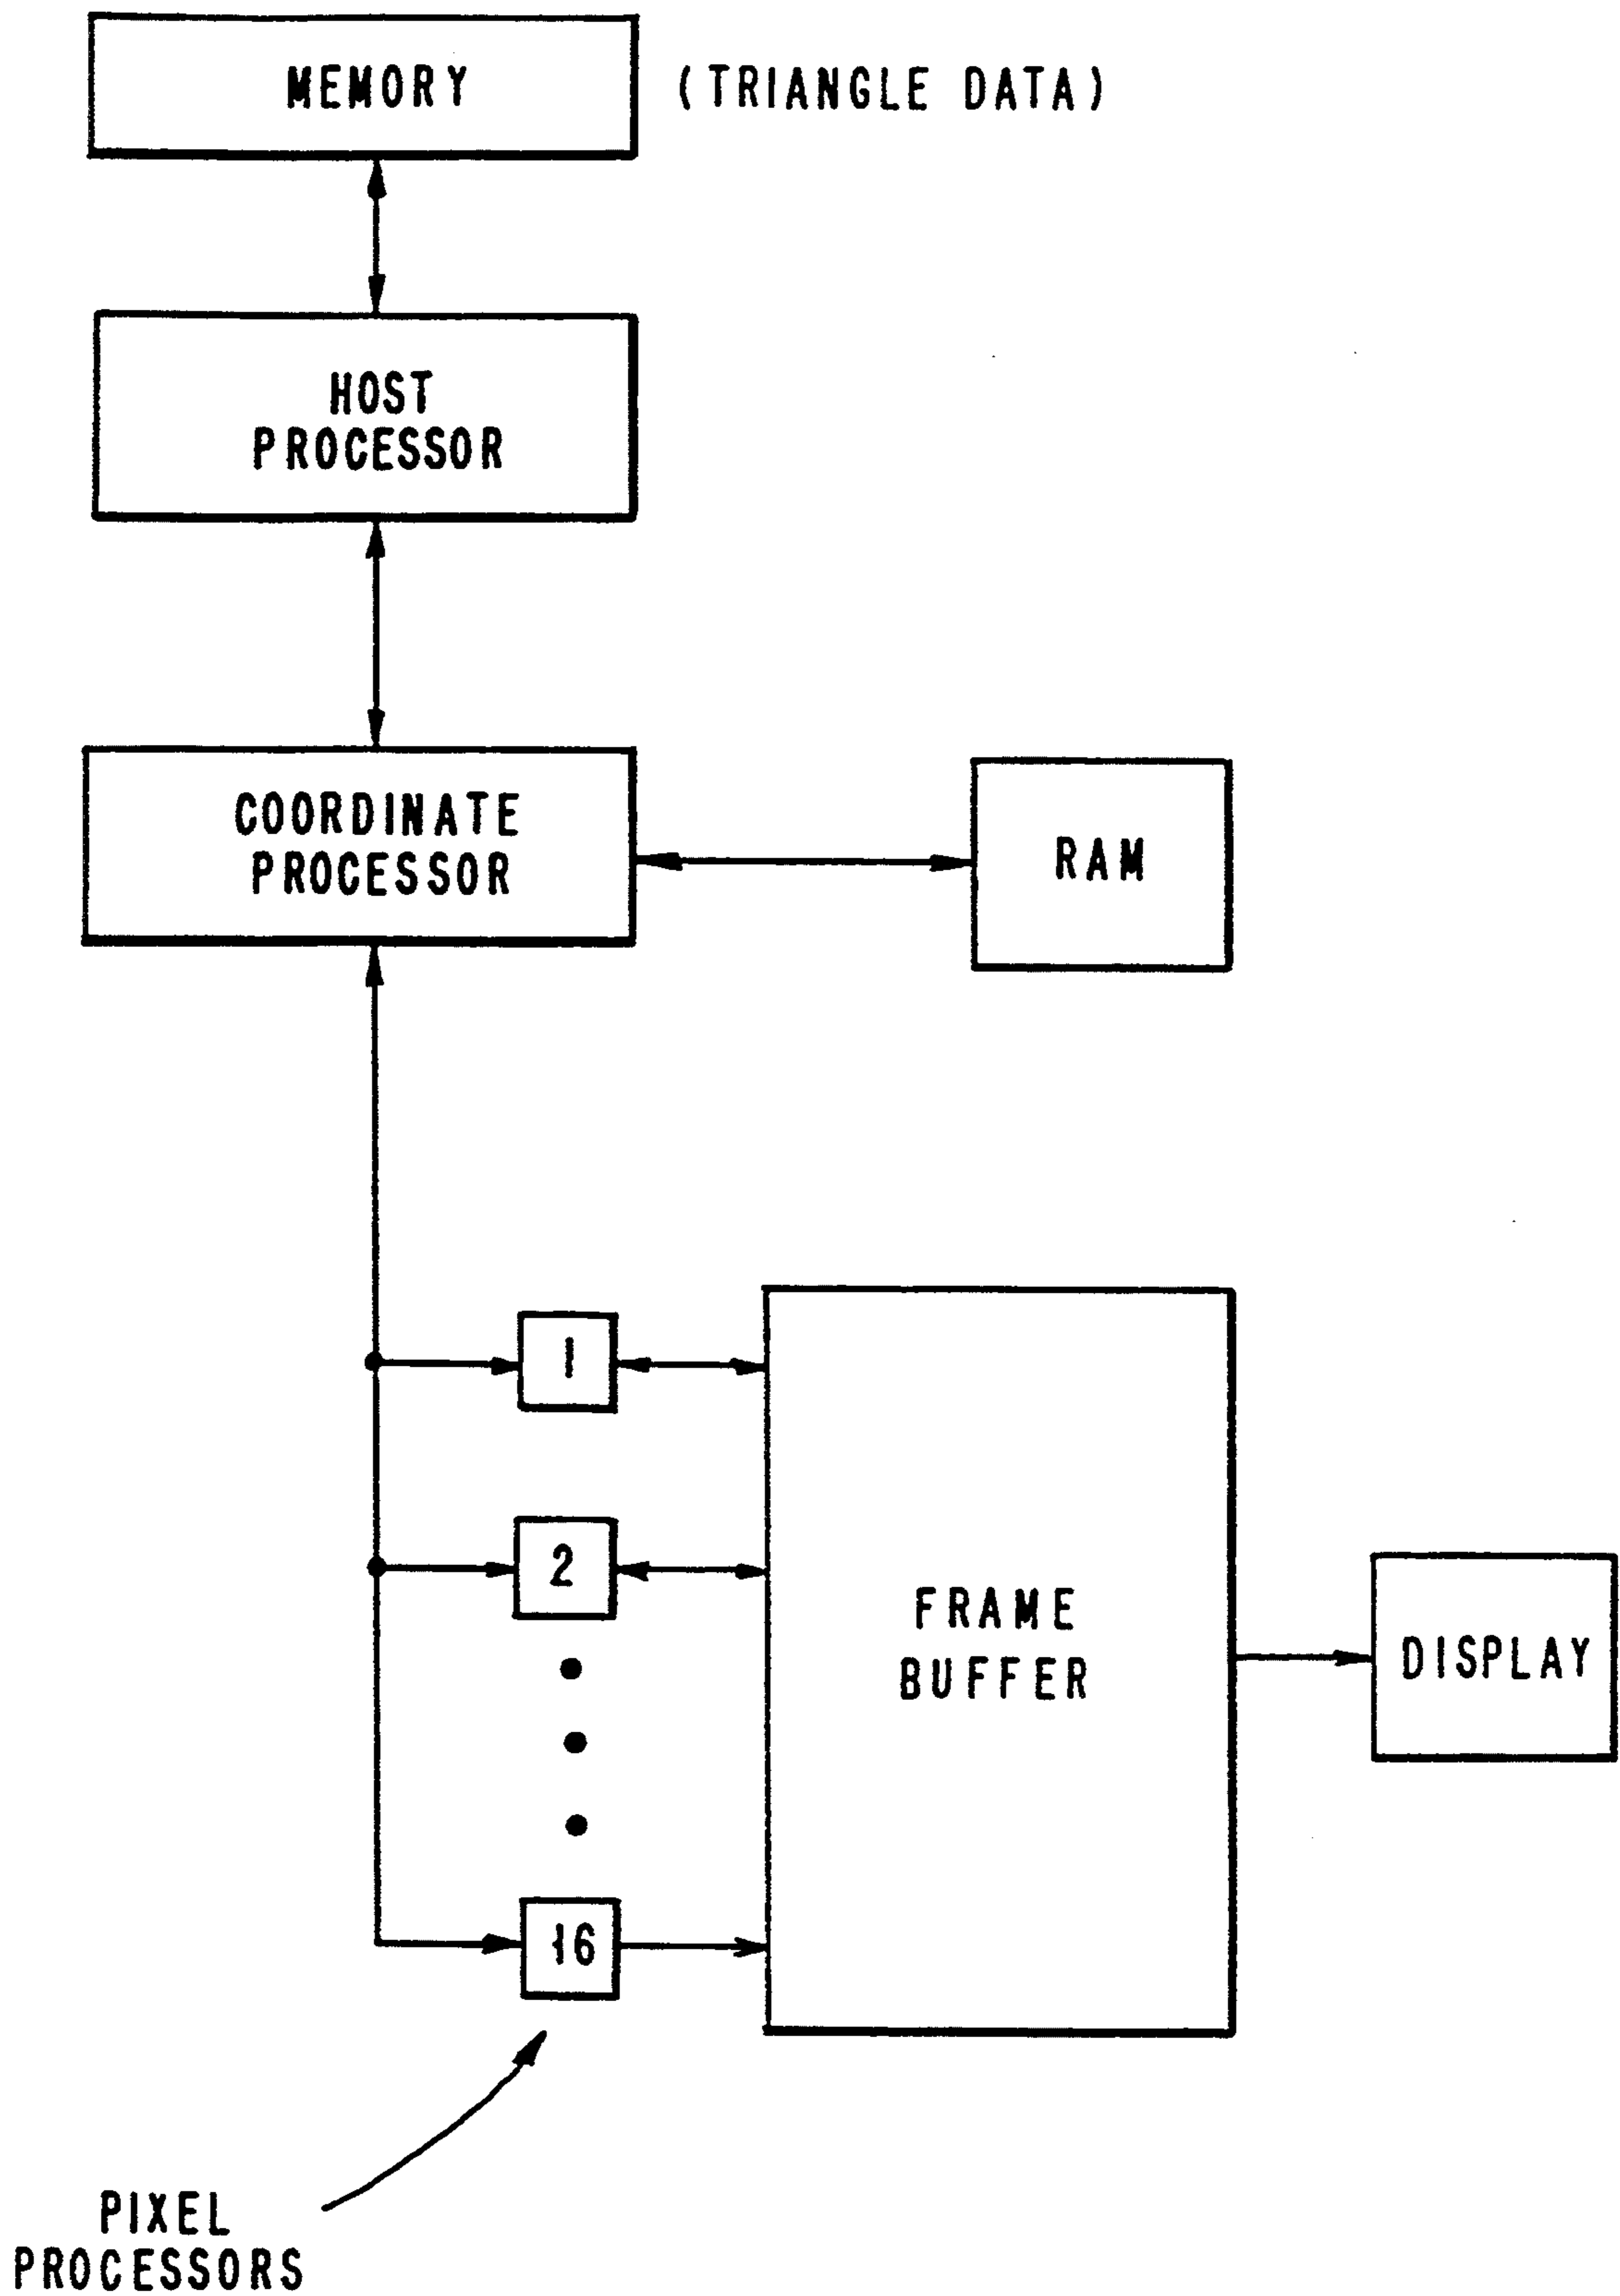 MEMORY
(TRIANGLE DATA)
HOST
PROCESSOR
COORDINATE
PROCESSOR
RAM
1
2
FRAME
BUFFER
DISPLAY
16
PIXEL
PROCESSORS